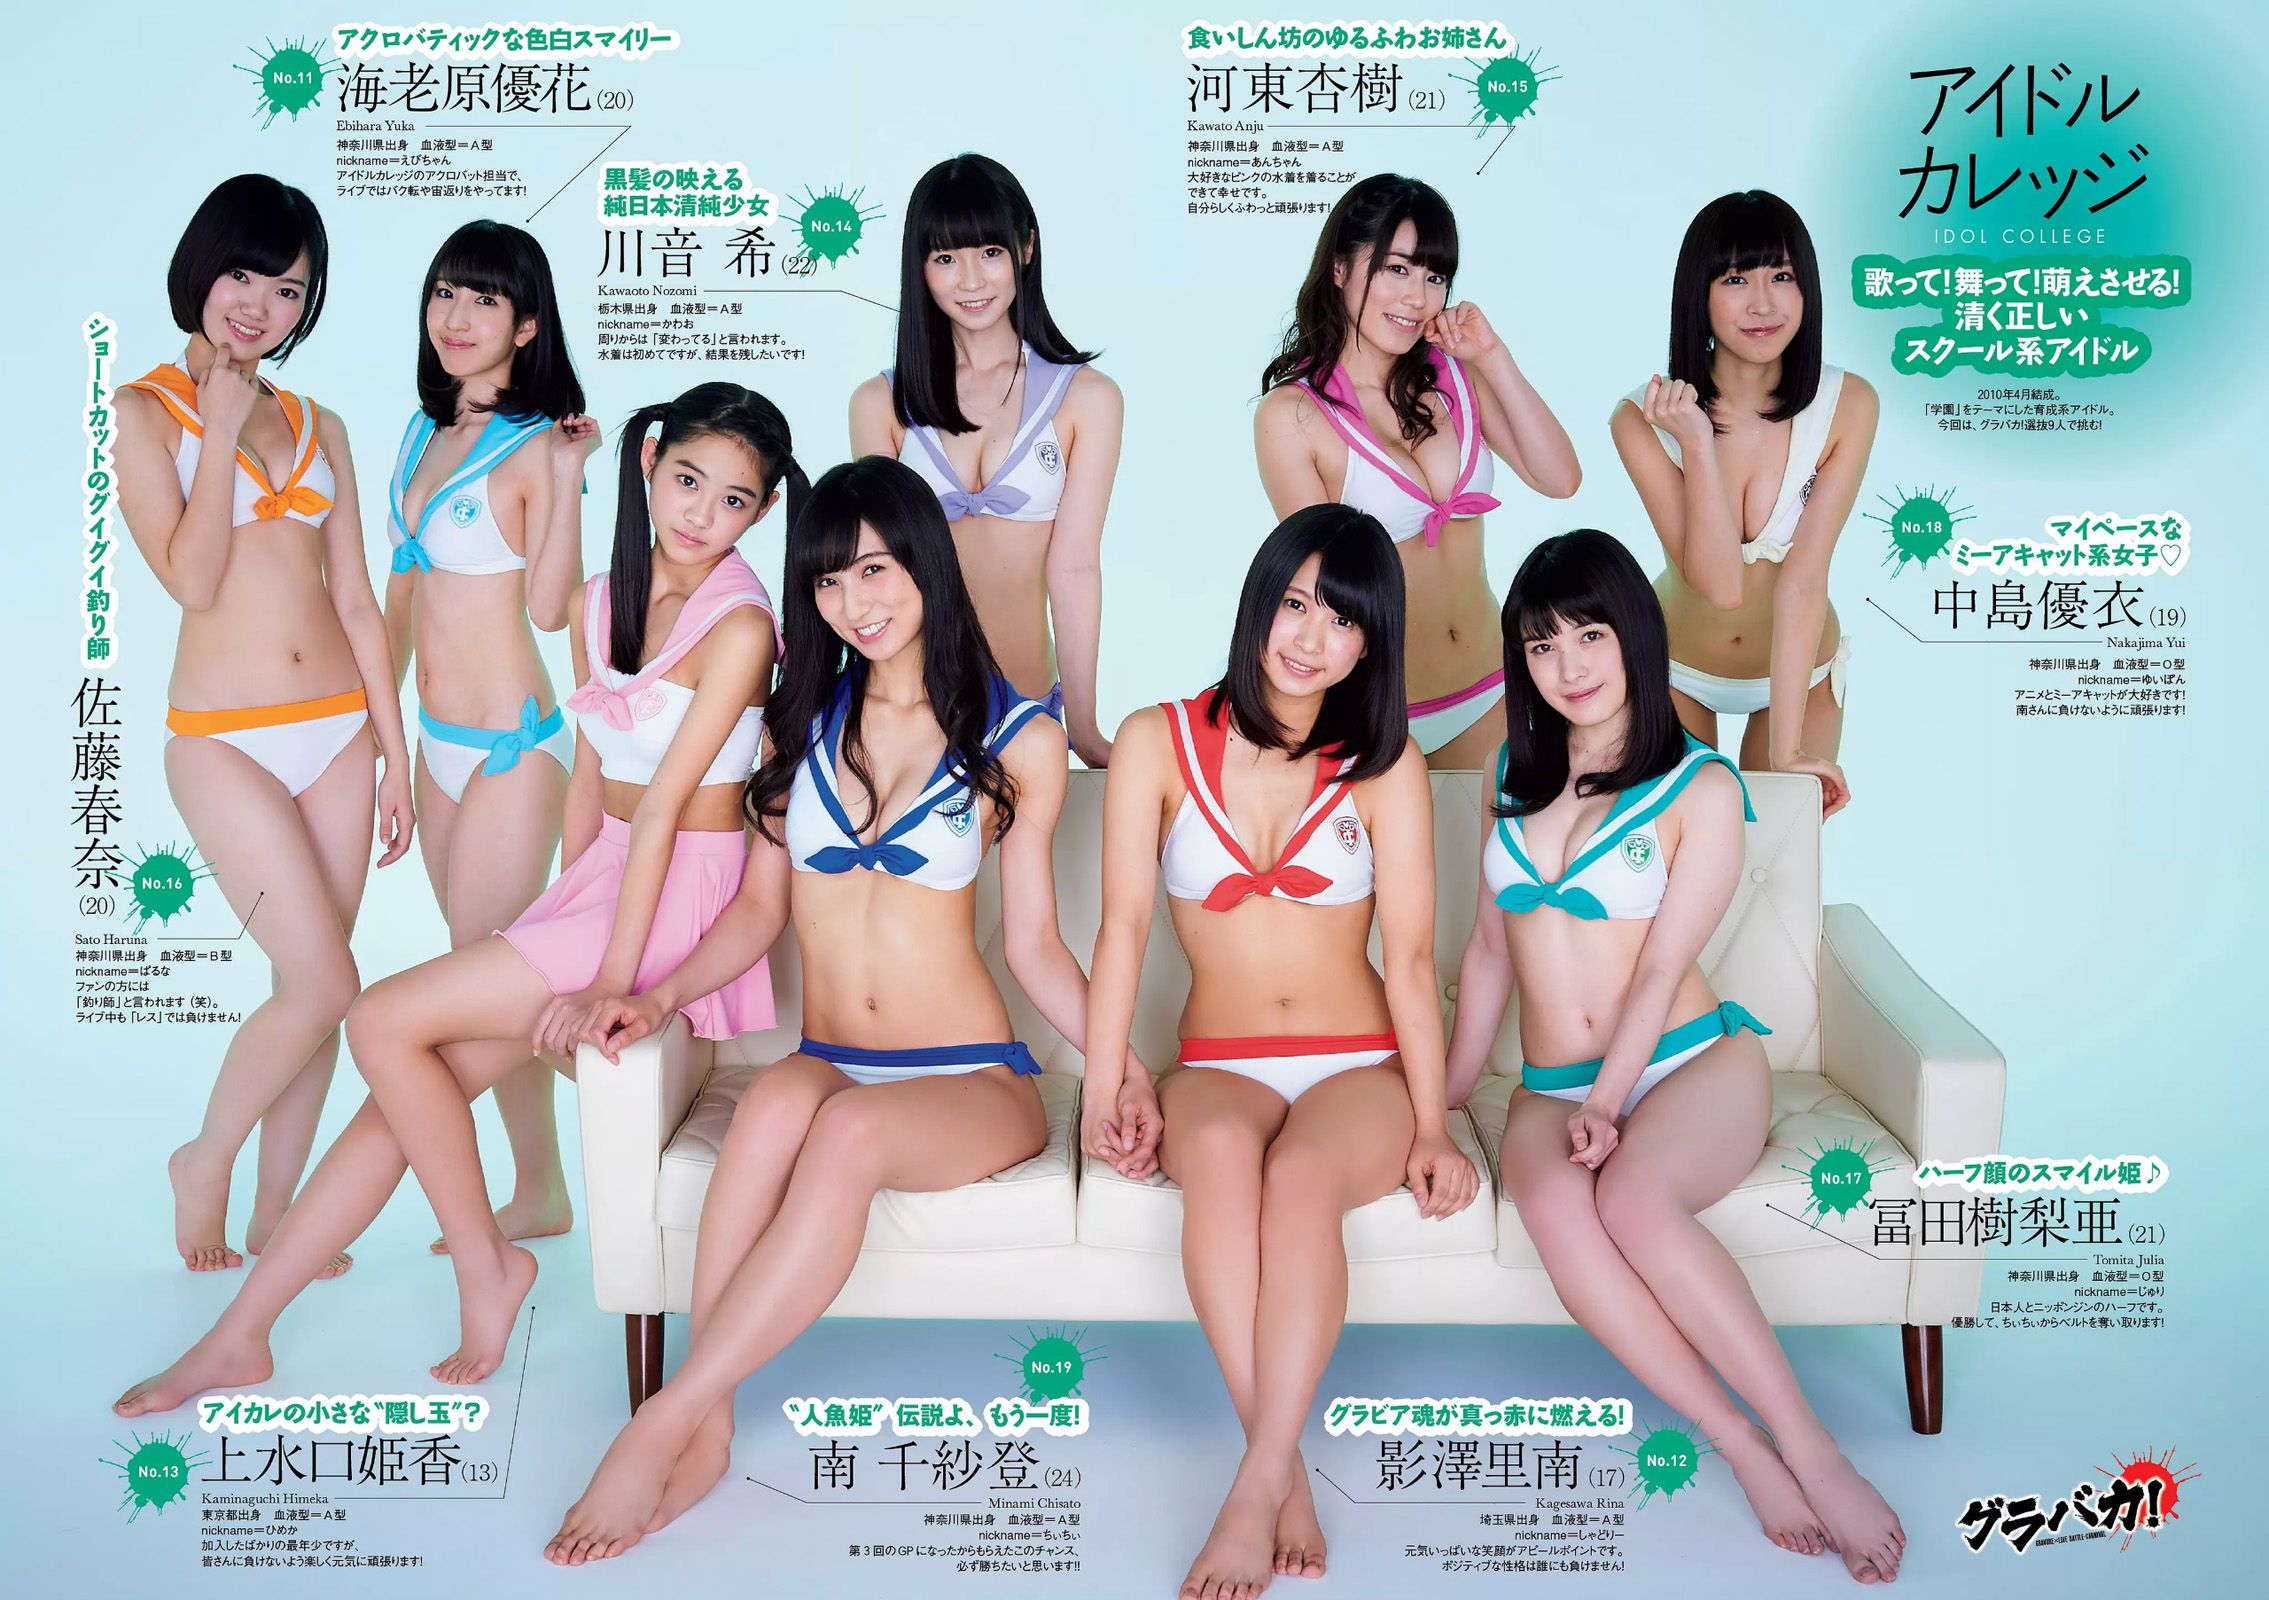 アイドル
カレッジ
IDOL COLLEGE
歌って!舞って!萌えさせる!
清く正しい
スクール系アイドル
2010年4月結成。
「学園」をテーマにした育成系アイドル。
今回は、グラバカ!選抜9人で挑む!
No.11
アクロバティックな色白スマイリー
海老原優花(20)
Ebihara Yuka
神奈川県出身　血液型＝A型
nickname＝えびちゃん
アイドルカレッジのアクロバット担当で、
ライブではバク転や宙返りをやってます!
No.14
黒髪の映える
純日本清純少女
川音 希(22)
Kawaoto Nozomi
栃木県出身　血液型＝A型
nickname＝かわお
周りからは「変わってる」と言われます。
水着は初めてですが、結果を残したいです!
No.15
食いしん坊のゆるふわお姉さん
河東杏樹(21)
Kawato Anju
神奈川県出身　血液型＝A型
nickname＝あんちゃん
大好きなピンクの水着を着ることが
できて幸せです。
自分らしくふわっと頑張ります!
No.18
マイペースな
ミーアキャット系女子♡
中島優衣(19)
Nakajima Yui
神奈川県出身　血液型＝O型
nickname＝ゆいぽん
アニメとミーアキャットが大好きです!
南さんに負けないように頑張ります!
ショートカットのグイグイ釣り師
佐藤春奈(20)
No.16
Sato Haruna
神奈川県出身　血液型＝B型
nickname＝ぱるな
ファンの方には
「釣り師」と言われます(笑)。
ライブ中も「レス」では負けません!
No.17
ハーフ顔のスマイル姫♪
冨田樹梨亜(21)
Tomita Julia
神奈川県出身　血液型＝O型
nickname＝じゅり
日本人とニッポンジンのハーフです。
優勝して、ちぃちぃからベルトを奪い取ります!
No.13
アイカレの小さな“隠し玉”?
上水口姫香(13)
Kaminaguchi Himeka
東京都出身　血液型＝A型
nickname＝ひめか
加入したばかりの最年少ですが、
皆さんに負けないよう楽しく元気に頑張ります!
No.19
“人魚姫”伝説よ、もう一度!
南 千紗登(24)
Minami Chisato
神奈川県出身　血液型＝A型
nickname＝ちぃちぃ
第3回のGPになったからもらえたこのチャンス、
必ず勝ちたいと思います!!
No.12
グラビア魂が真っ赤に燃える!
影澤里南(17)
Kagesawa Rina
埼玉県出身　血液型＝A型
nickname＝しゃどりー
元気いっぱいな笑顔がアピールポイントです。
ポジティブな性格は誰にも負けません!
グラバカ!
GRAVURE×LIVE BATTLE-CARNIVAL